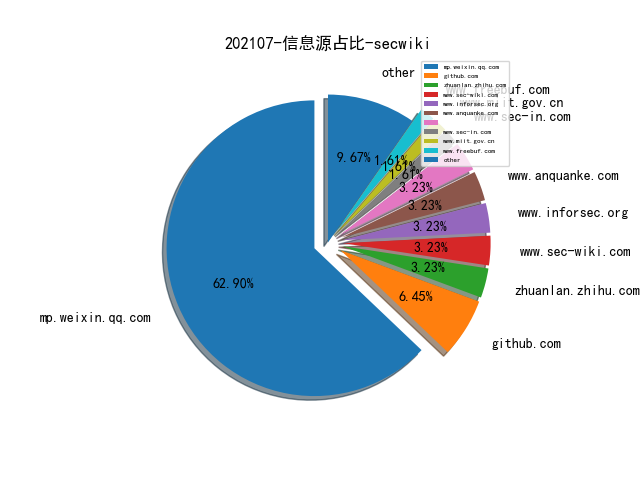 202107-信息源占比-secwiki
other
www.freebuf.com
www.miit.gov.cn
www.sec-in.com
www.anquanke.com
www.inforsec.org
www.sec-wiki.com
zhuanlan.zhihu.com
github.com
mp.weixin.qq.com
9.67%
1.61%
1.61%
1.61%
3.23%
3.23%
3.23%
3.23%
3.23%
6.45%
62.90%
mp.weixin.qq.com
github.com
zhuanlan.zhihu.com
www.sec-wiki.com
www.inforsec.org
www.anquanke.com
www.sec-in.com
www.miit.gov.cn
www.freebuf.com
other